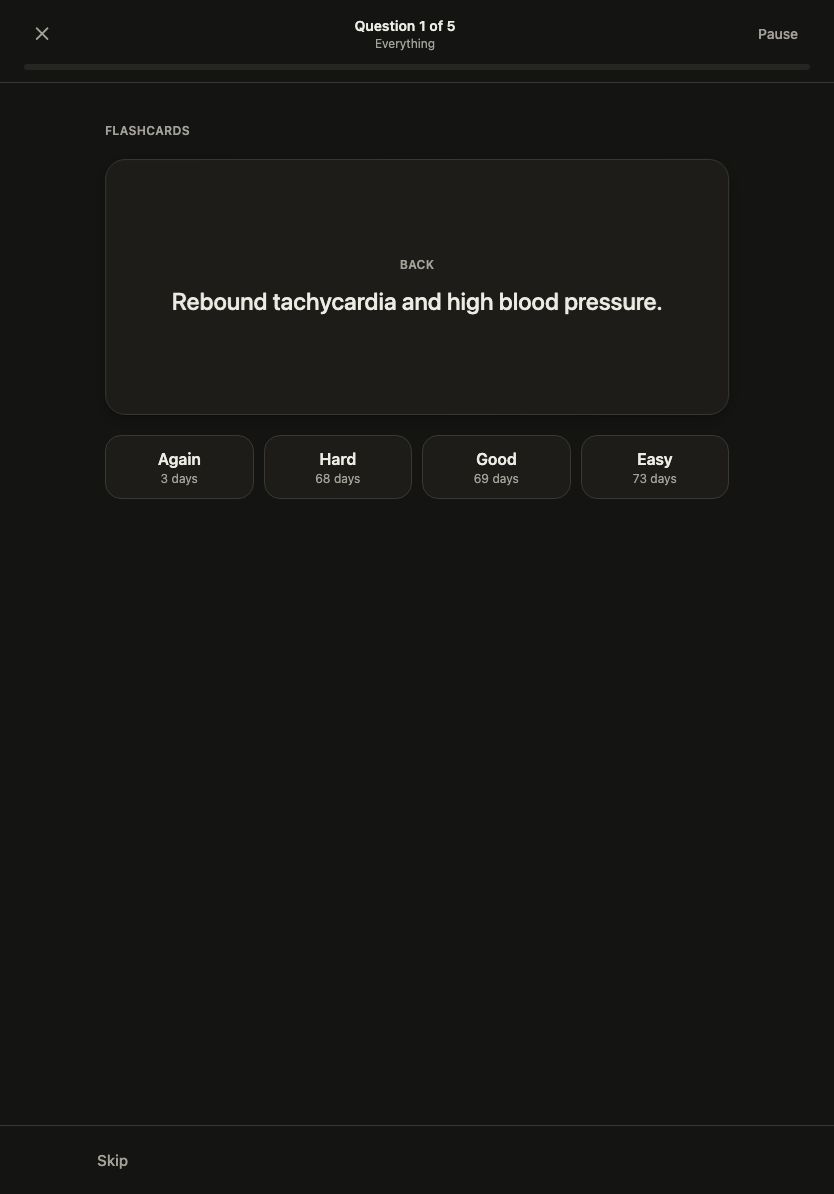 Question 1 of 5
Everything
Pause
FLASHCARDS
BACK
Rebound tachycardia and high blood pressure.
Again
3 days
Hard
68 days
Good
69 days
Easy
73 days
Skip